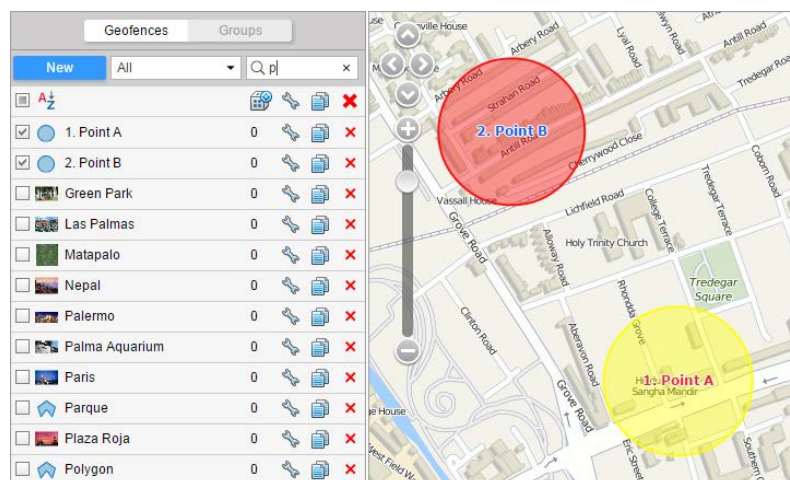 Geofences Groups
New All p
1. Point A 0
2. Point B 0
Green Park 0
Las Palmas 0
Matapalo 0
Nepal 0
Palermo 0
Palma Aquarium 0
Paris 0
Parque 0
Plaza Roja 0
Polygon 0
Arbery Road
Lyal Road
Antill Road
Tredegar Road
Arbery Road
Strahan Road
2. Point B
Antill Road
Cherrywood Close
Coborn Road
Vassall House
Lichfield Road
College Terrace
Tredegar Terrace
Grove Road
Alloway Road
Holy Trinity Church
Tredegar
Square
Rhondda Grove
Clinton Road
Aberavon Road
1. Point A
Sangha Mandir
Grove Road
Eric Street